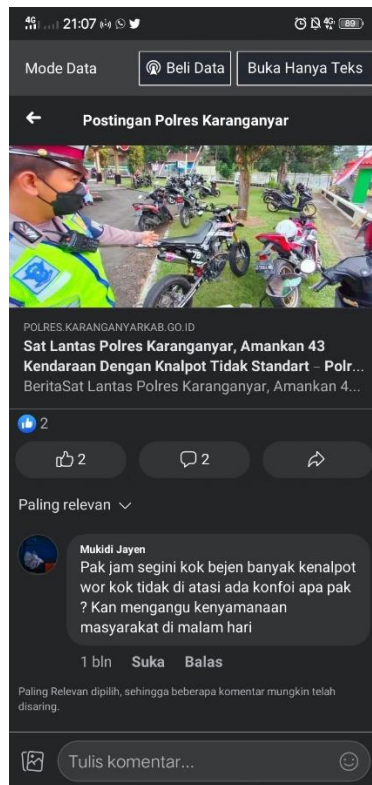 4G 21:07 4G 89
Mode Data Beli Data Buka Hanya Teks
Postingan Polres Karanganyar
POLRES.KARANGANYARKAB.GO.ID
Sat Lantas Polres Karanganyar, Amankan 43
Kendaraan Dengan Knalpot Tidak Standart – Polr...
BeritaSat Lantas Polres Karanganyar, Amankan 4...
2
2 2
Paling relevan
Mukidi Jayen
Pak jam segini kok bejen banyak kenalpot
wor kok tidak di atasi ada konfoi apa pak
? Kan mengangu kenyamanaan
masyarakat di malam hari
1 bln Suka Balas
Paling Relevan dipilih, sehingga beberapa komentar mungkin telah
disaring.
Tulis komentar...